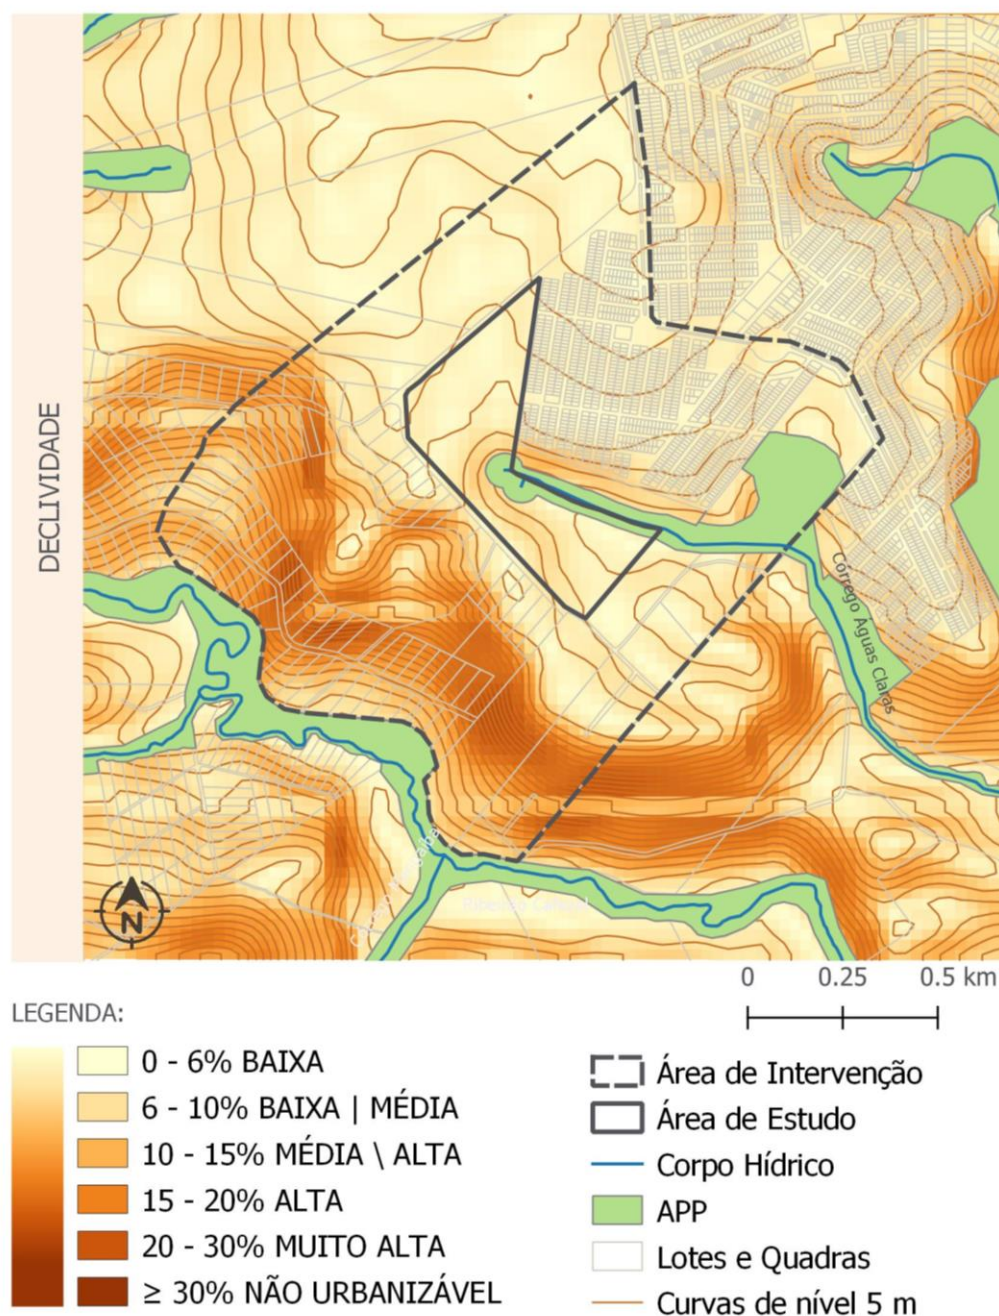 DECLIVIDADE
Córrego Águas Claras
N
0 0.25 0.5 km
LEGENDA:
0 - 6% BAIXA
6 - 10% BAIXA | MÉDIA
10 - 15% MÉDIA \ ALTA
15 - 20% ALTA
20 - 30% MUITO ALTA
≥ 30% NÃO URBANIZÁVEL
Área de Intervenção
Área de Estudo
Corpo Hídrico
APP
Lotes e Quadras
Curvas de nível 5 m